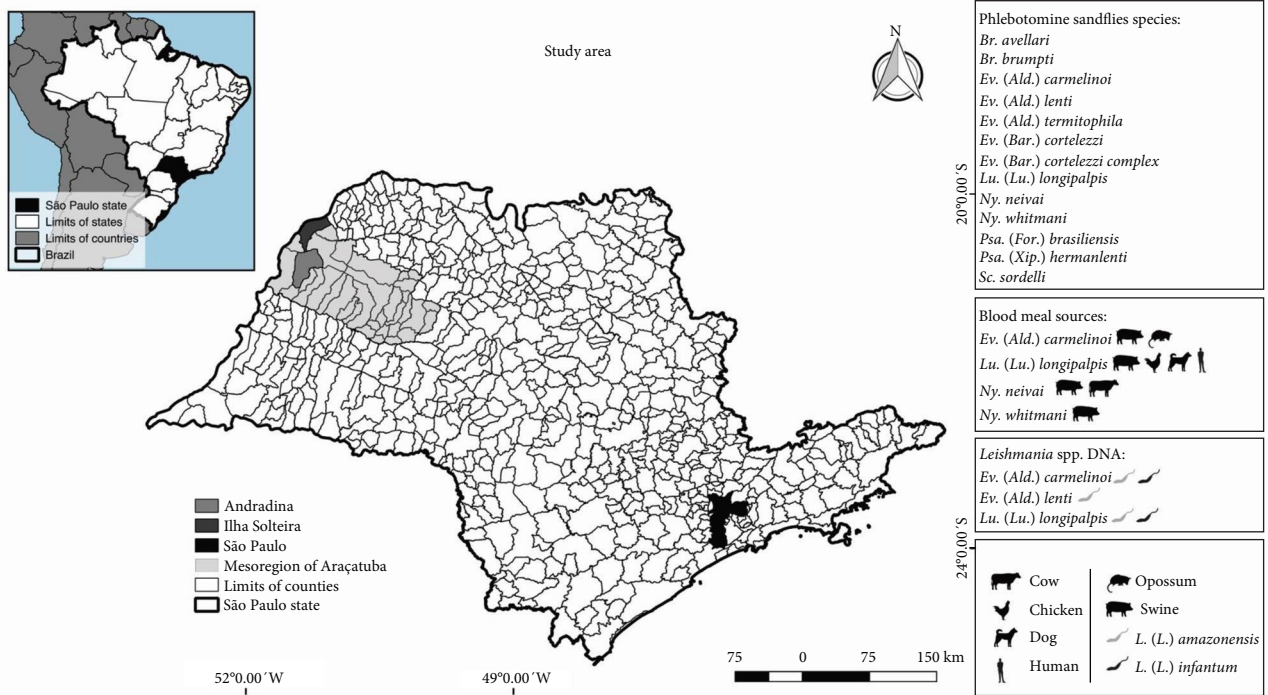 Study area
N
São Paulo state
Limits of states
Limits of countries
Brazil
Andradina
Ilha Solteira
São Paulo
Mesoregion of Araçatuba
Limits of counties
São Paulo state
52°0.00´W
49°0.00´W
75 0 75 150 km
20°0.00´S
24°0.00´S
Phlebotomine sandflies species:
Br. avellari
Br. brumpti
Ev. (Ald.) carmelinoi
Ev. (Ald.) lenti
Ev. (Ald.) termitophila
Ev. (Bar.) cortelezzi
Ev. (Bar.) cortelezzi complex
Lu. (Lu.) longipalpis
Ny. neivai
Ny. whitmani
Psa. (For.) brasiliensis
Psa. (Xip.) hermanlenti
Sc. sordelli
Blood meal sources:
Ev. (Ald.) carmelinoi
Lu. (Lu.) longipalpis
Ny. neivai
Ny. whitmani
Leishmania spp. DNA:
Ev. (Ald.) carmelinoi
Ev. (Ald.) lenti
Lu. (Lu.) longipalpis
Cow
Chicken
Dog
Human
Opossum
Swine
L. (L.) amazonensis
L. (L.) infantum